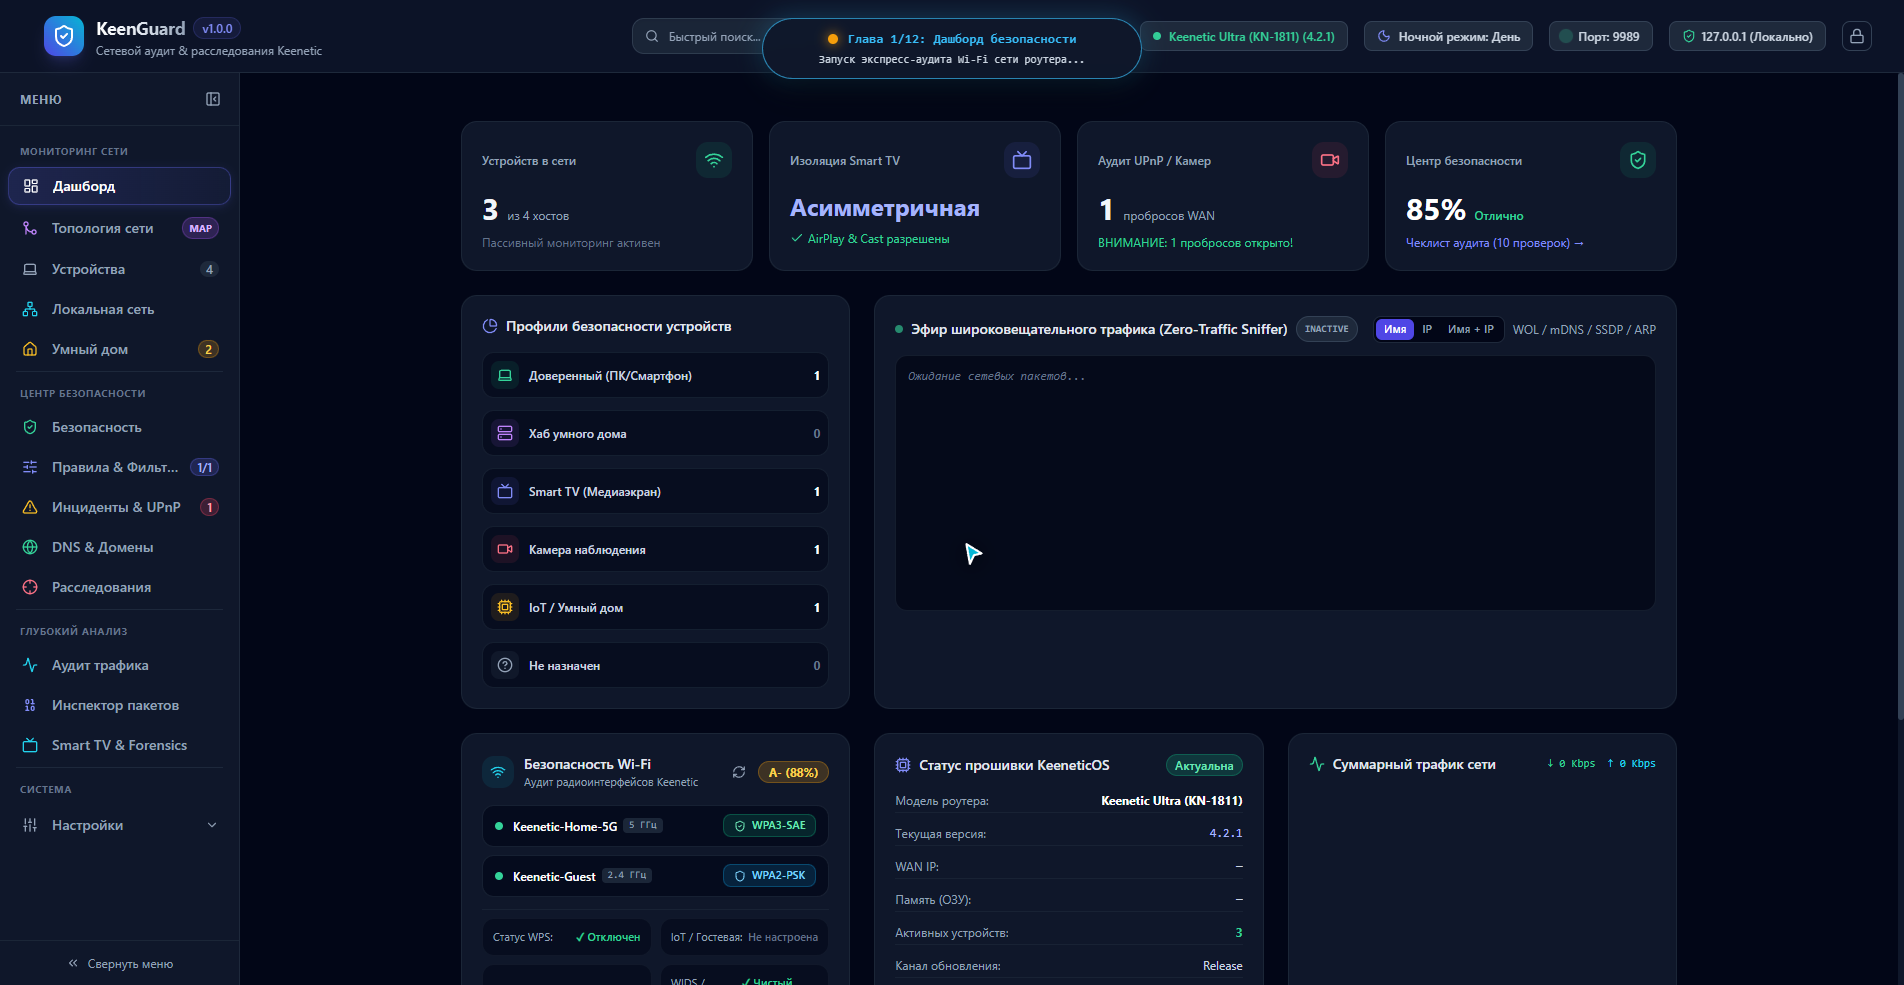 KeenGuard v1.0.0
Сетевой аудит & расследования Keenetic
Быстрый поиск...
Глава 1/12: Дашборд безопасности
Запуск экспресс-аудита Wi-Fi сети роутера...
Keenetic Ultra (KN-1811) (4.2.1)
Ночной режим: День
Порт: 9989
127.0.0.1 (Локально)
МЕНЮ
МОНИТОРИНГ СЕТИ
Дашборд
Топология сети MAP
Устройства 4
Локальная сеть
Умный дом 2
ЦЕНТР БЕЗОПАСНОСТИ
Безопасность
Правила & Фильт... 1/1
Инциденты & UPnP 1
DNS & Домены
Расследования
ГЛУБОКИЙ АНАЛИЗ
Аудит трафика
Инспектор пакетов
Smart TV & Forensics
СИСТЕМА
Настройки
Свернуть меню
Устройств в сети
3 из 4 хостов
Пассивный мониторинг активен
Изоляция Smart TV
Асимметричная
AirPlay & Cast разрешены
Аудит UPnP / Камер
1 пробросов WAN
ВНИМАНИЕ: 1 пробросов открыто!
Центр безопасности
85% Отлично
Чеклист аудита (10 проверок) →
Профили безопасности устройств
Доверенный (ПК/Смартфон) 1
Хаб умного дома 0
Smart TV (Медиаэкран) 1
Камера наблюдения 1
IoT / Умный дом 1
Не назначен 0
Эфир широковещательного трафика (Zero-Traffic Sniffer) INACTIVE Имя IP Имя + IP WOL / mDNS / SSDP / ARP
Ожидание сетевых пакетов...
Безопасность Wi-Fi
Аудит радиоинтерфейсов Keenetic
A- (88%)
Keenetic-Home-5G 5 ГГц WPA3-SAE
Keenetic-Guest 2.4 ГГц WPA2-PSK
Статус WPS: ✓ Отключен
IoT / Гостевая: Не настроена
WIDS / ✓ Чистый
Статус прошивки KeeneticOS Актуальна
Модель роутера: Keenetic Ultra (KN-1811)
Текущая версия: 4.2.1
WAN IP: —
Память (ОЗУ): —
Активных устройств: 3
Канал обновления: Release
Суммарный трафик сети ↓ 0 Kbps ↑ 0 Kbps